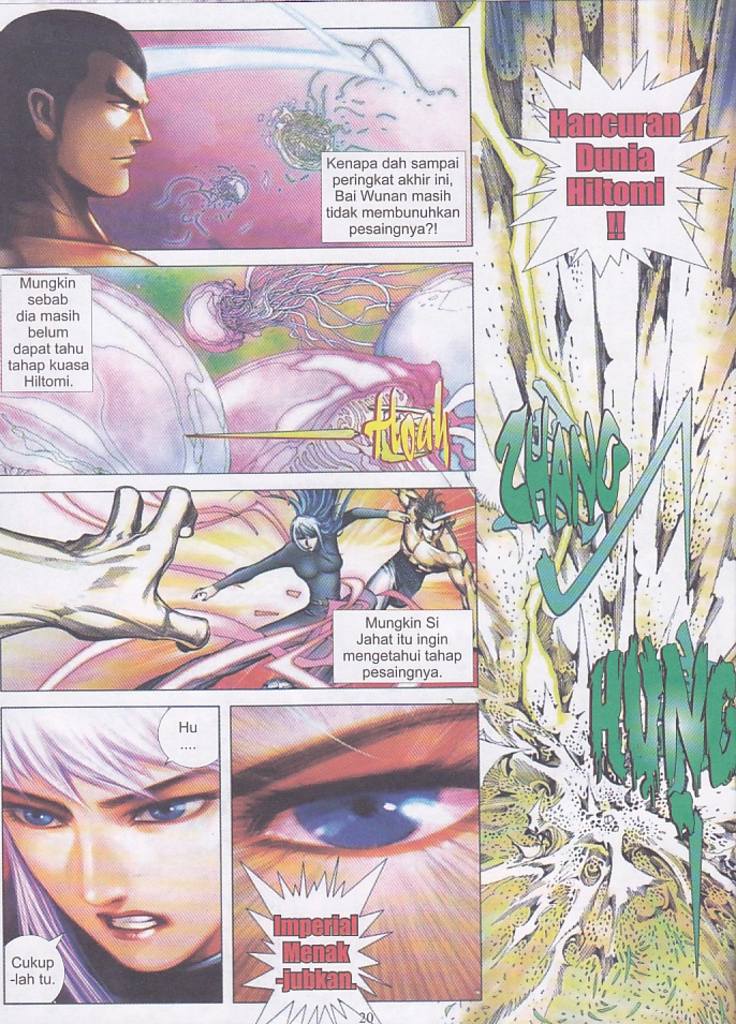 Kenapa dah sampai
peringkat akhir ini,
Bai Wunan masih
tidak membunuhkan
pesaingnya?!
Mungkin
sebab
dia masih
belum
dapat tahu
tahap kuasa
Hiltomi.
Hoah
Mungkin Si
Jahat itu ingin
mengetahui tahap
pesaingnya.
Hu
....
Cukup
-lah tu.
Imperial
Menak
-jubkan.
Hancuran
Dunia
Hiltomi
!!
ZHANG
HUNG
20